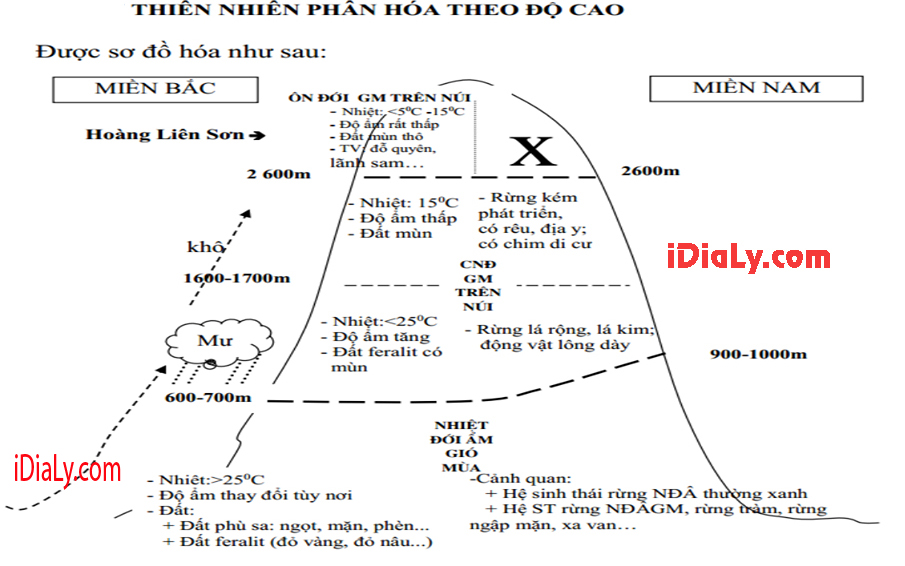 THIÊN NHIÊN PHÂN HÓA THEO ĐỘ CAO
Được sơ đồ hóa như sau:
MIỀN BẮC
MIỀN NAM
ÔN ĐỚI GM TRÊN NÚI
- Nhiệt: <5⁰C -15⁰C
- Độ ẩm rất thấp
- Đất mùn thô
- TV: đỗ quyên,
lãnh sam…
Hoàng Liên Sơn
X
2 600m
2600m
- Nhiệt: 15⁰C
- Độ ẩm thấp
- Đất mùn
- Rừng kém
phát triển,
có rêu, địa y;
có chim di cư
khô
iDiaLy.com
1600-1700m
CNĐ
GM
TRÊN
NÚI
- Nhiệt:<25⁰C
- Độ ẩm tăng
- Đất feralit có
mùn
- Rừng lá rộng, lá kim;
động vật lông dày
Mư
900-1000m
600-700m
NHIỆT
ĐỚI ẨM
GIÓ
MÙA
iDiaLy.com
- Nhiêt:>25⁰C
- Độ ẩm thay đổi tùy nơi
- Đất:
+ Đất phù sa: ngọt, mặn, phèn...
+ Đất feralit (đỏ vàng, đỏ nâu...)
-Cảnh quan:
+ Hệ sinh thái rừng NĐÂ thường xanh
+ Hệ ST rừng NĐÂGM, rừng tràm, rừng
ngập mặn, xa van…